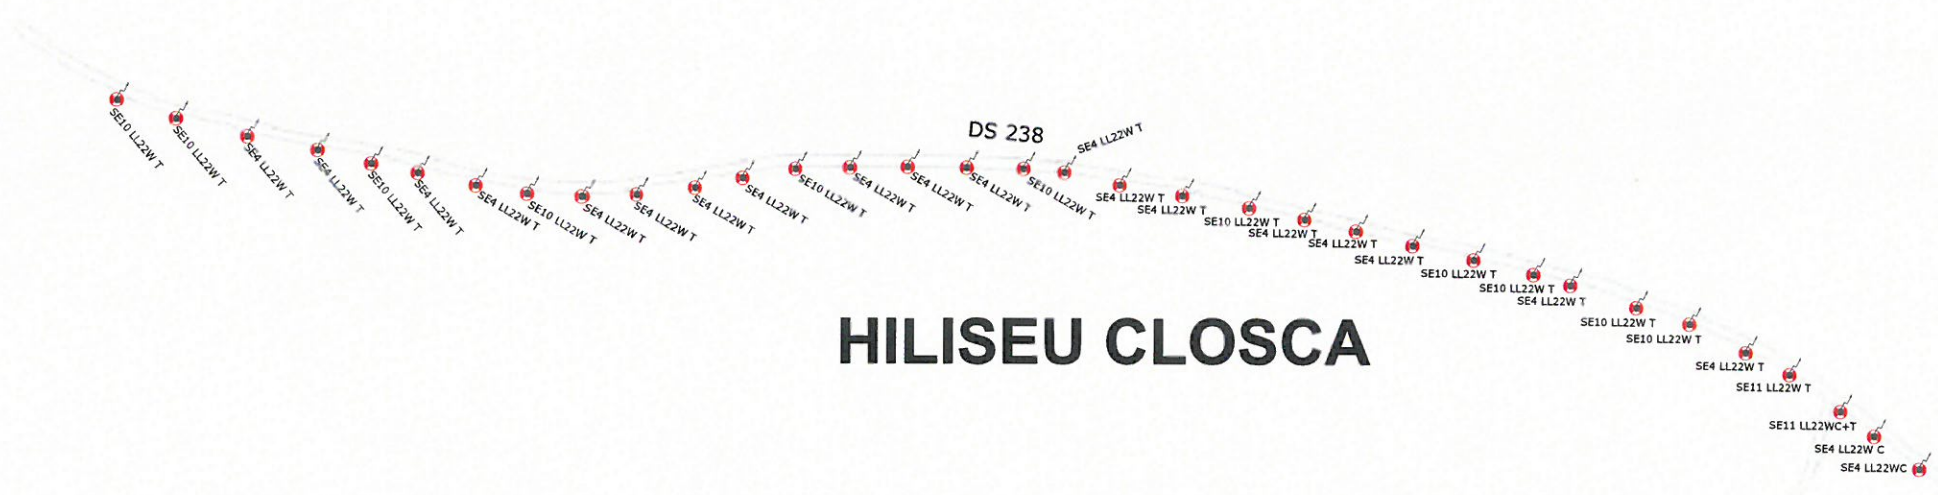 SE10 LL22W T
SE10 LL22W T
SE4 LL22W T
SE4 LL22W T
SE10 LL22W T
SE4 LL22W T
SE4 LL22W T
SE10 LL22W T
SE4 LL22W T
SE4 LL22W T
SE4 LL22W T
SE4 LL22W T
SE10 LL22W T
SE4 LL22W T
SE4 LL22W T
SE4 LL22W T
DS 238
SE10 LL22W T
SE4 LL22W T
SE4 LL22W T
SE4 LL22W T
SE10 LL22W T
SE4 LL22W T
SE4 LL22W T
SE4 LL22W T
SE10 LL22W T
SE10 LL22W T
SE4 LL22W T
SE10 LL22W T
SE10 LL22W T
SE4 LL22W T
SE11 LL22W T
SE11 LL22WC+T
SE4 LL22W C
SE4 LL22WC
HILISEU CLOSCA